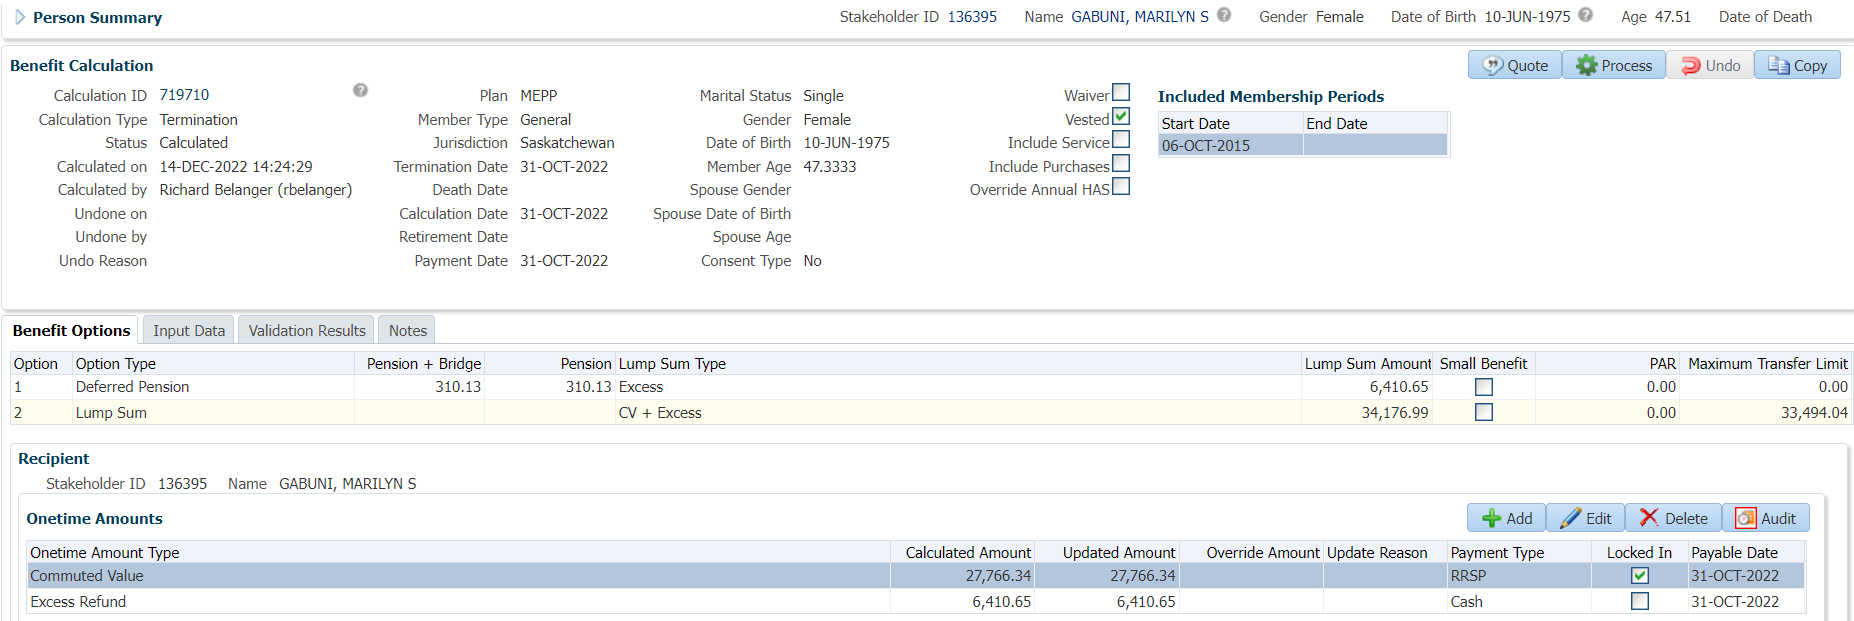 Person Summary Stakeholder ID 136395 Name GABUNI, MARILYN S Gender Female Date of Birth 10-JUN-1975 Age 47.51 Date of Death
Benefit Calculation Quote Process Undo Copy
Calculation ID 719710 Plan MEPP Marital Status Single Waiver Included Membership Periods
Calculation Type Termination Member Type General Gender Female Vested Start Date End Date
Status Calculated Jurisdiction Saskatchewan Date of Birth 10-JUN-1975 Include Service 06-OCT-2015
Calculated on 14-DEC-2022 14:24:29 Termination Date 31-OCT-2022 Member Age 47.3333 Include Purchases
Calculated by Richard Belanger (rbelanger) Death Date Spouse Gender Override Annual HAS
Undone on Calculation Date 31-OCT-2022 Spouse Date of Birth
Undone by Retirement Date Spouse Age
Undo Reason Payment Date 31-OCT-2022 Consent Type No
Benefit Options Input Data Validation Results Notes
Option Option Type Pension + Bridge Pension Lump Sum Type Lump Sum Amount Small Benefit PAR Maximum Transfer Limit
1 Deferred Pension 310.13 310.13 Excess 6,410.65 0.00 0.00
2 Lump Sum CV + Excess 34,176.99 0.00 33,494.04
Recipient
Stakeholder ID 136395 Name GABUNI, MARILYN S
Onetime Amounts Add Edit Delete Audit
Onetime Amount Type Calculated Amount Updated Amount Override Amount Update Reason Payment Type Locked In Payable Date
Commuted Value 27,766.34 27,766.34 RRSP 31-OCT-2022
Excess Refund 6,410.65 6,410.65 Cash 31-OCT-2022